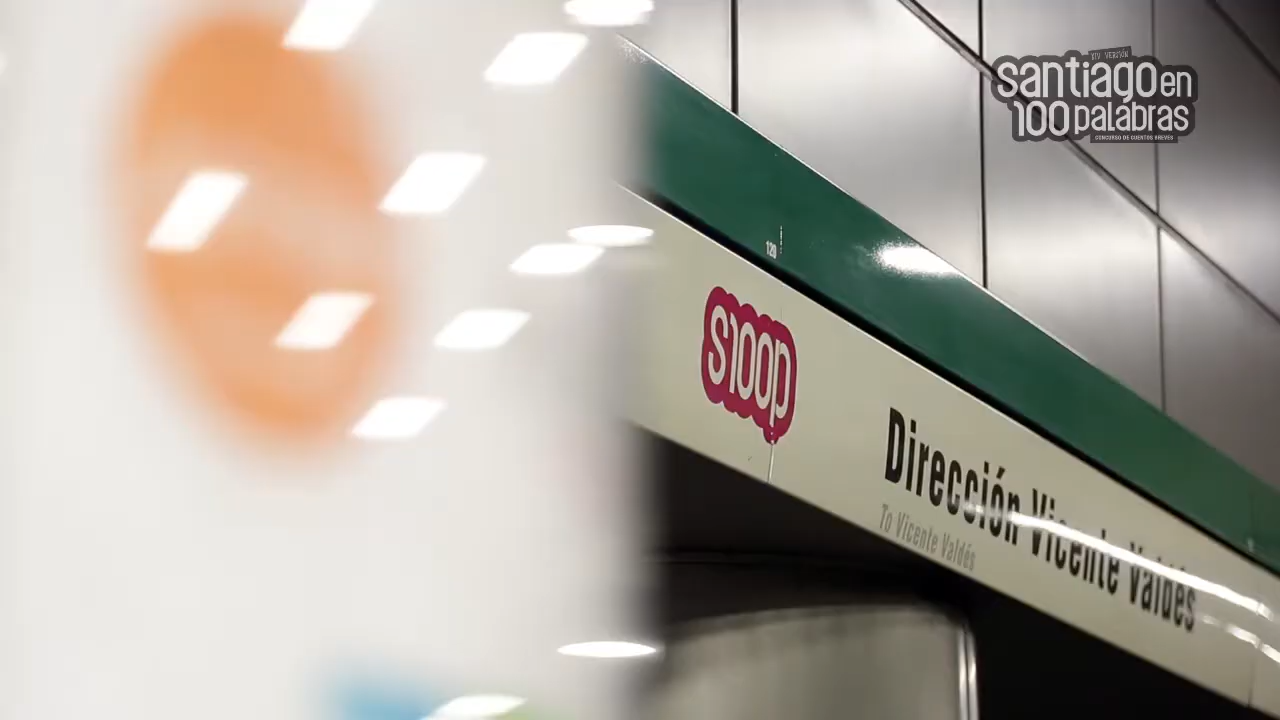 XIV VERSIÓN
santiago en
100 palabras
CONCURSO DE CUENTOS BREVES
120
s100p
Dirección Vicente Valdés
To Vicente Valdés